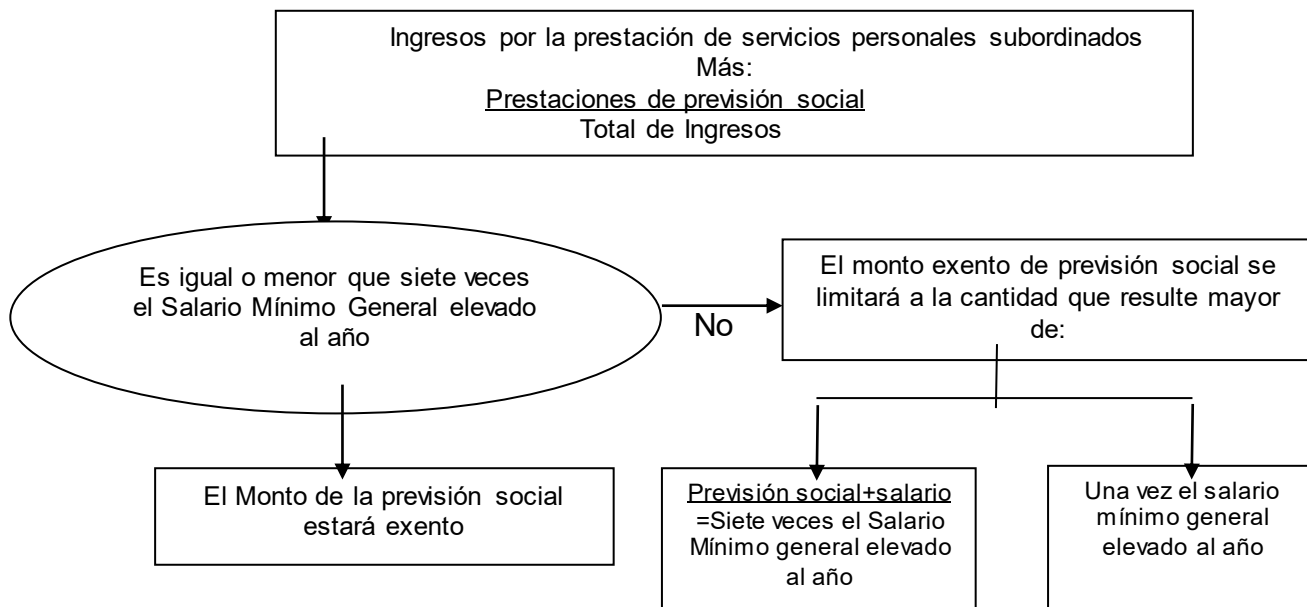 Ingresos por la prestación de servicios personales subordinados
Más:
Prestaciones de previsión social
Total de Ingresos
Es igual o menor que siete veces
el Salario Mínimo General elevado
al año
No
El monto exento de previsión social se
limitará a la cantidad que resulte mayor
de:
El Monto de la previsión social
estará exento
Previsión social+salario
=Siete veces el Salario
Mínimo general elevado
al año
Una vez el salario
mínimo general
elevado al año